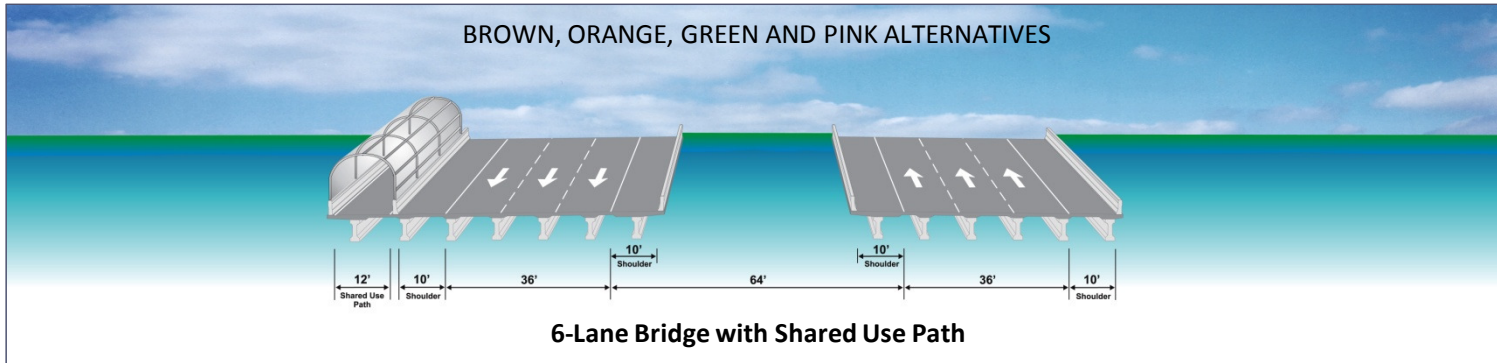 BROWN, ORANGE, GREEN AND PINK ALTERNATIVES
10'
Shoulder
10'
Shoulder
12'
Shared Use
Path
10'
Shoulder
36'
64'
36'
10'
Shoulder
6-Lane Bridge with Shared Use Path